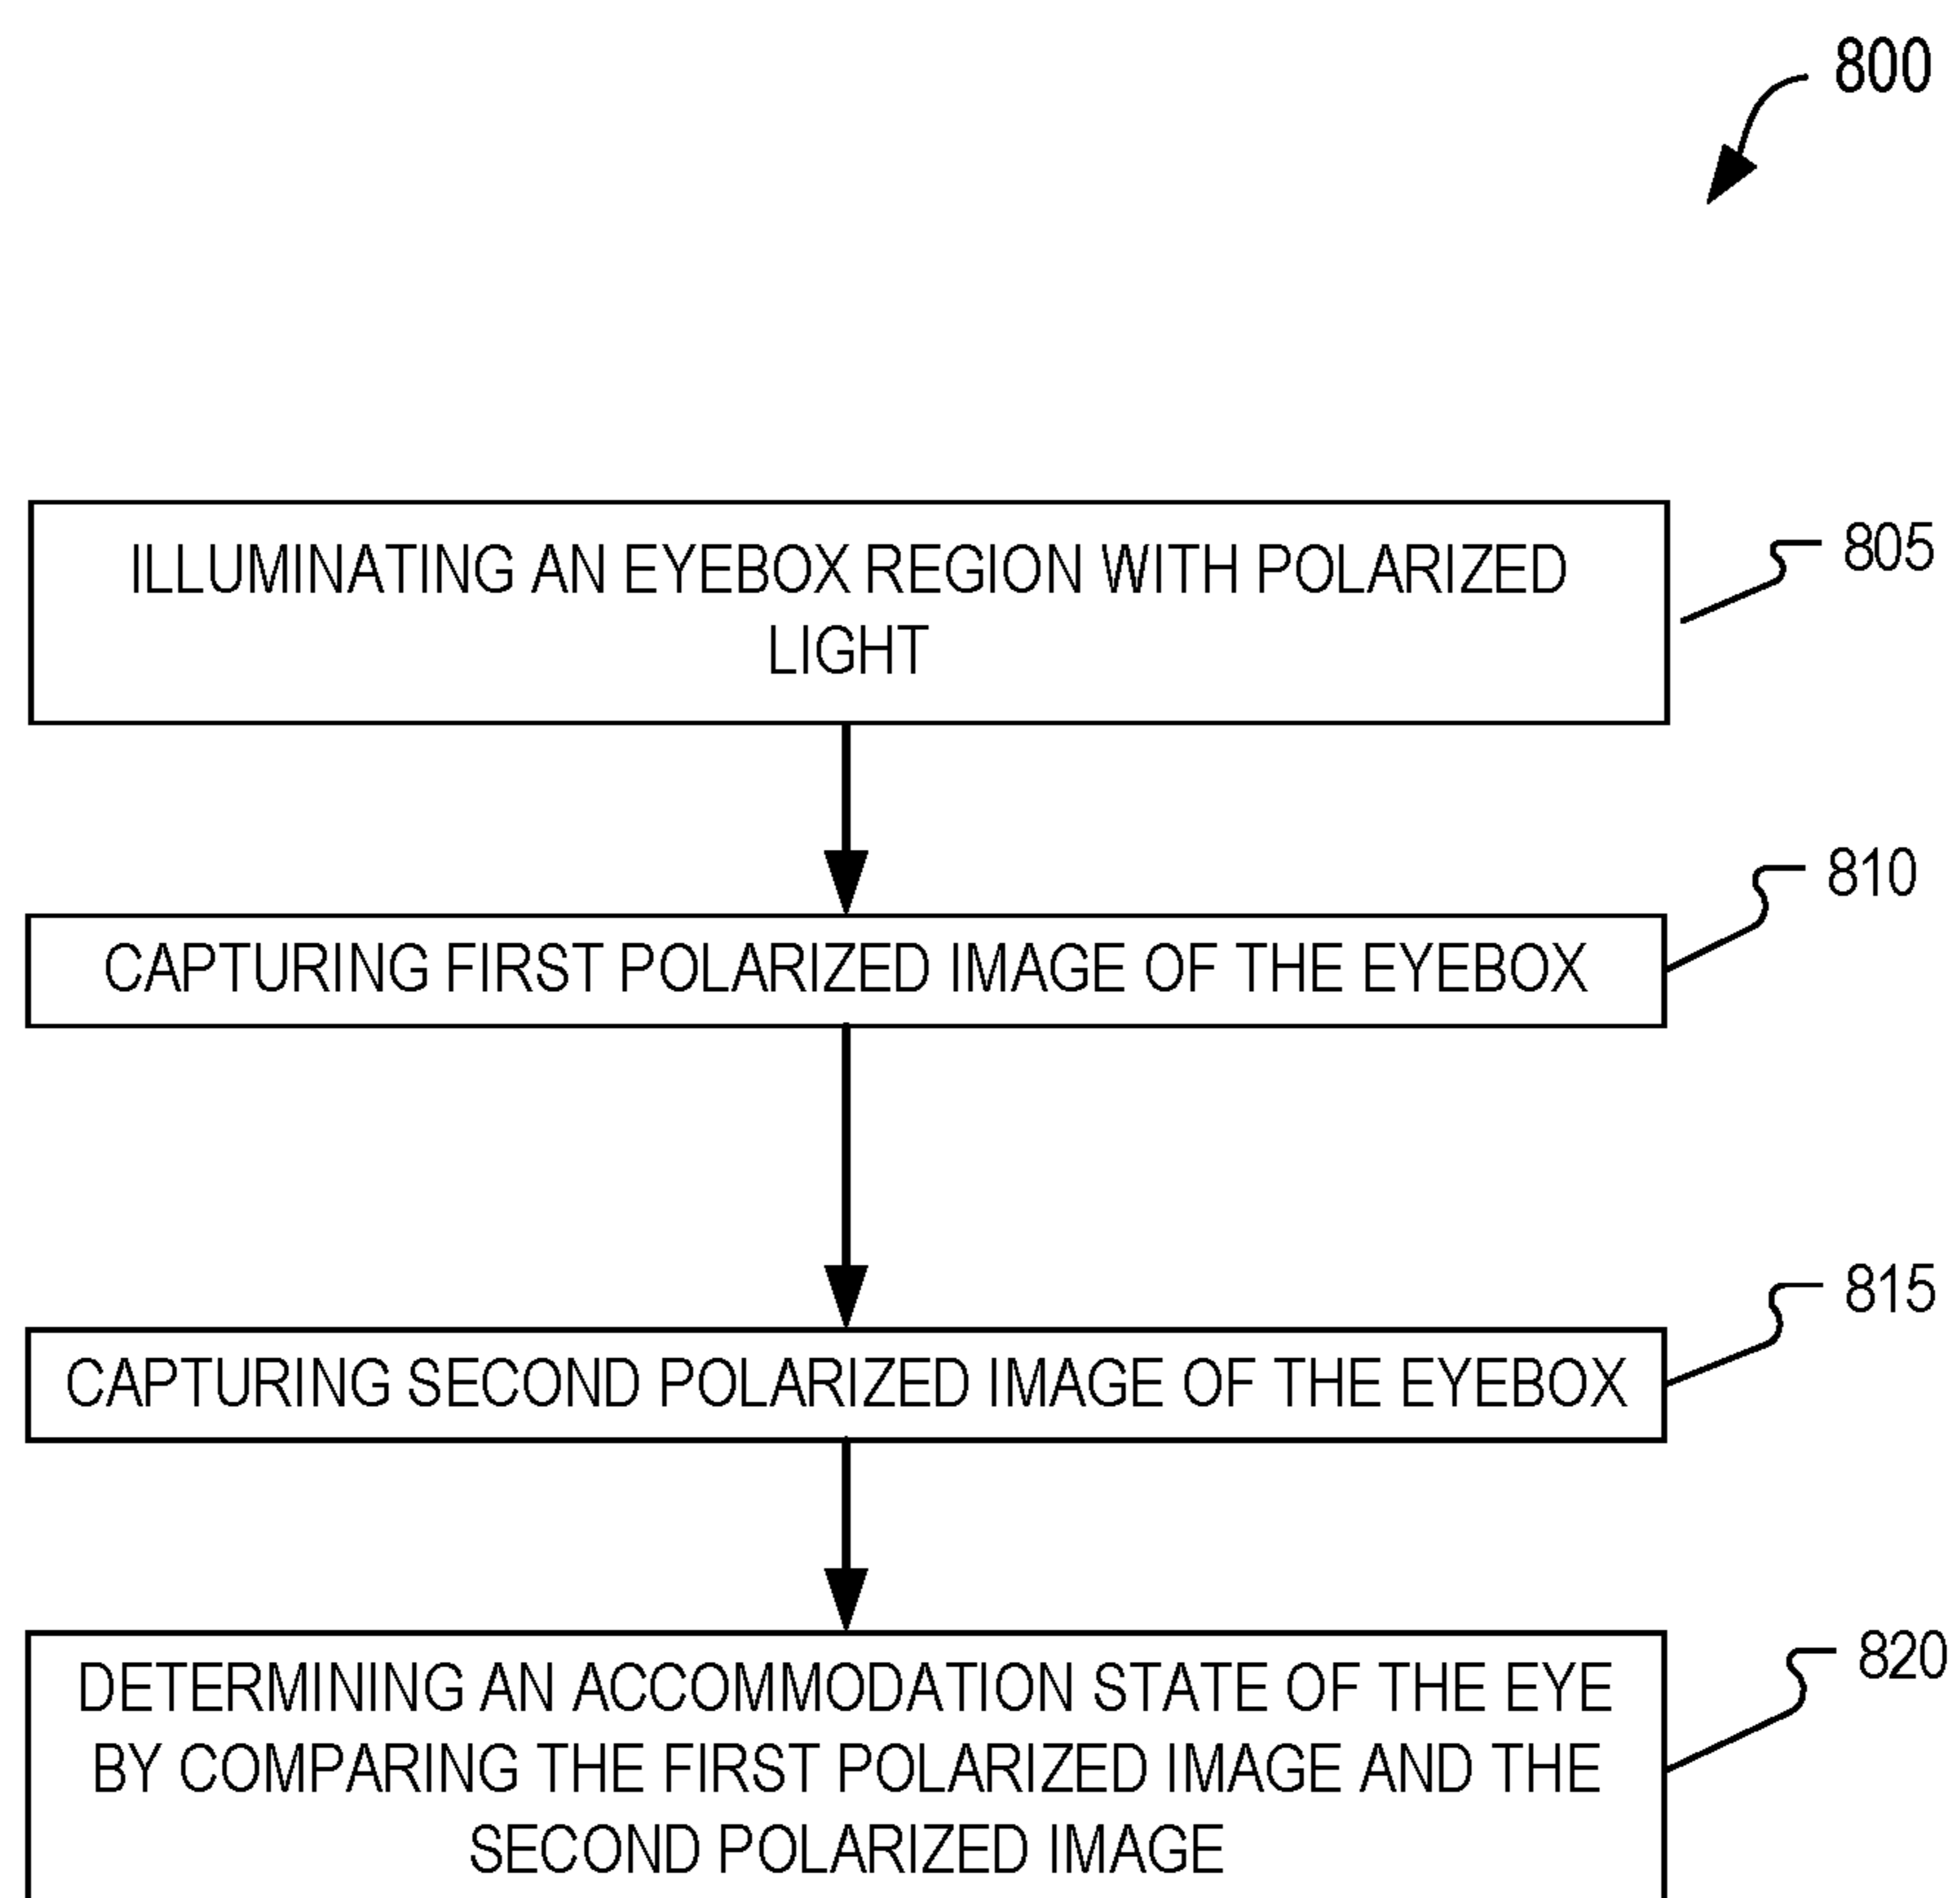 800
ILLUMINATING AN EYEBOX REGION WITH POLARIZED
LIGHT
805
CAPTURING FIRST POLARIZED IMAGE OF THE EYEBOX
810
CAPTURING SECOND POLARIZED IMAGE OF THE EYEBOX
815
DETERMINING AN ACCOMMODATION STATE OF THE EYE
BY COMPARING THE FIRST POLARIZED IMAGE AND THE
SECOND POLARIZED IMAGE
820